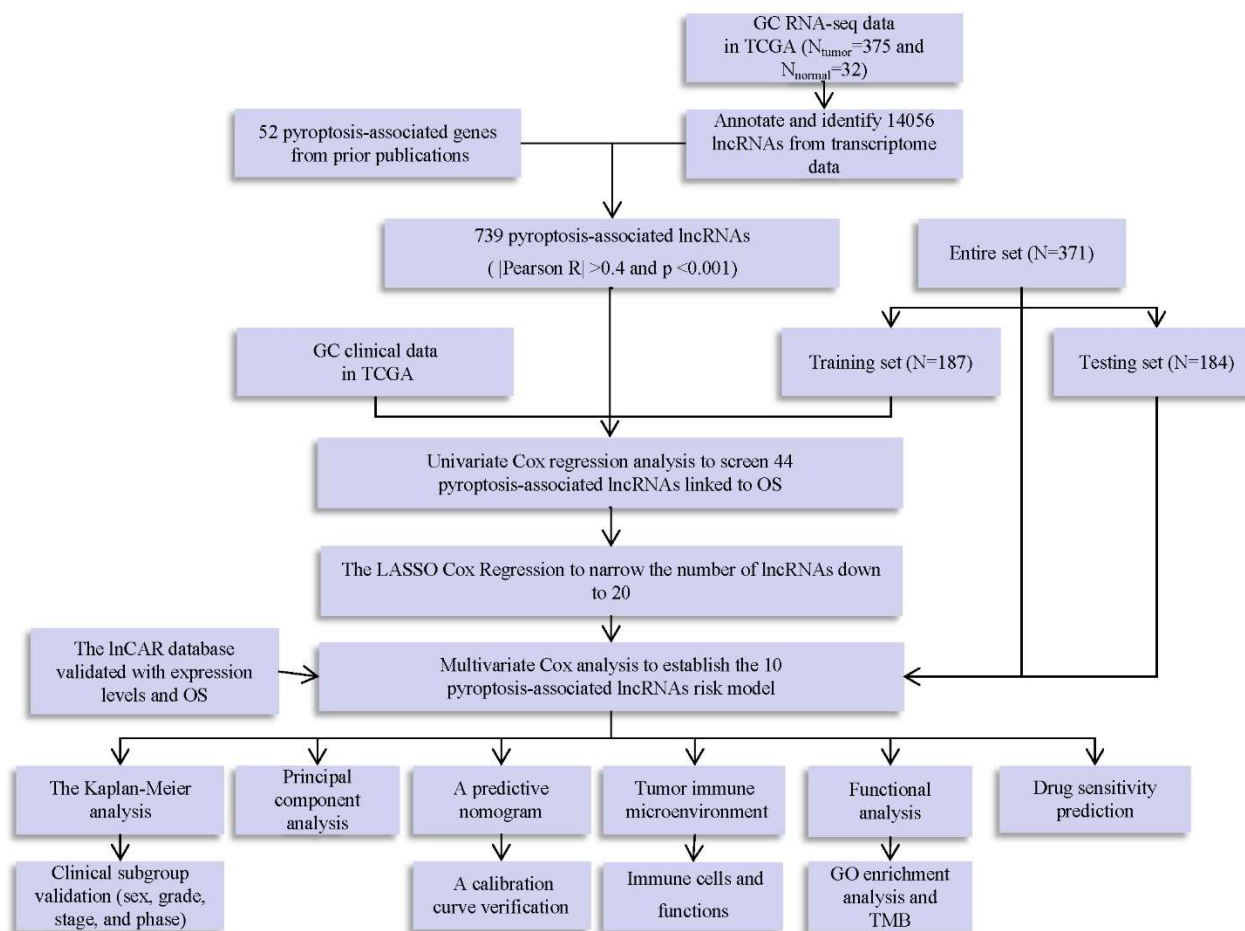 GC RNA-seq data
in TCGA (Ntumor=375 and
Nnormal=32)
52 pyroptosis-associated genes
from prior publications
Annotate and identify 14056
lncRNAs from transcriptome
data
739 pyroptosis-associated lncRNAs
( |Pearson R| >0.4 and p <0.001)
Entire set (N=371)
GC clinical data
in TCGA
Training set (N=187)
Testing set (N=184)
Univariate Cox regression analysis to screen 44
pyroptosis-associated lncRNAs linked to OS
The LASSO Cox Regression to narrow the number of lncRNAs down
to 20
The lnCAR database
validated with expression
levels and OS
Multivariate Cox analysis to establish the 10
pyroptosis-associated lncRNAs risk model
The Kaplan-Meier
analysis
Principal
component
analysis
A predictive
nomogram
Tumor immune
microenvironment
Functional
analysis
Drug sensitivity
prediction
Clinical subgroup
validation (sex, grade,
stage, and phase)
A calibration
curve verification
Immune cells and
functions
GO enrichment
analysis and
TMB